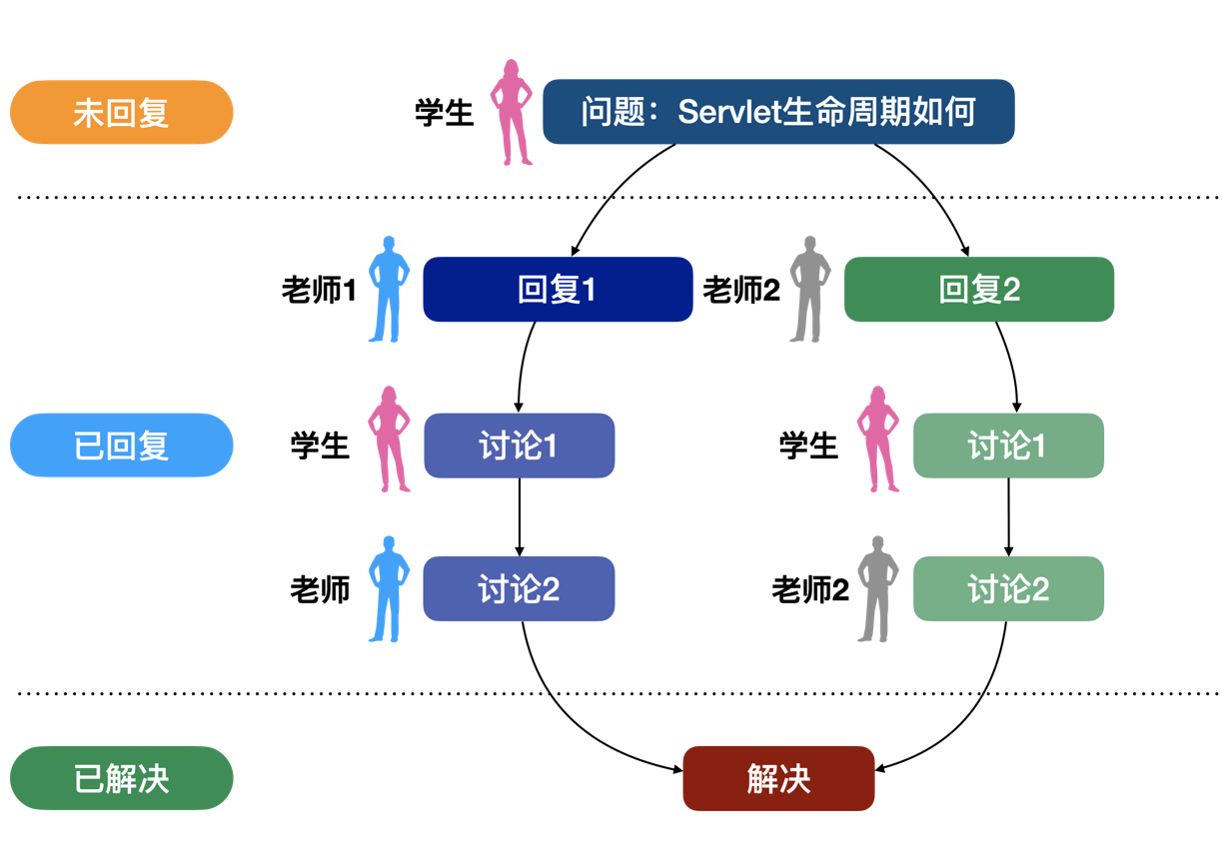 未回复
学生
问题：Servlet生命周期如何
老师1
回复1
老师2
回复2
已回复
学生
讨论1
学生
讨论1
老师
讨论2
老师2
讨论2
已解决
解决